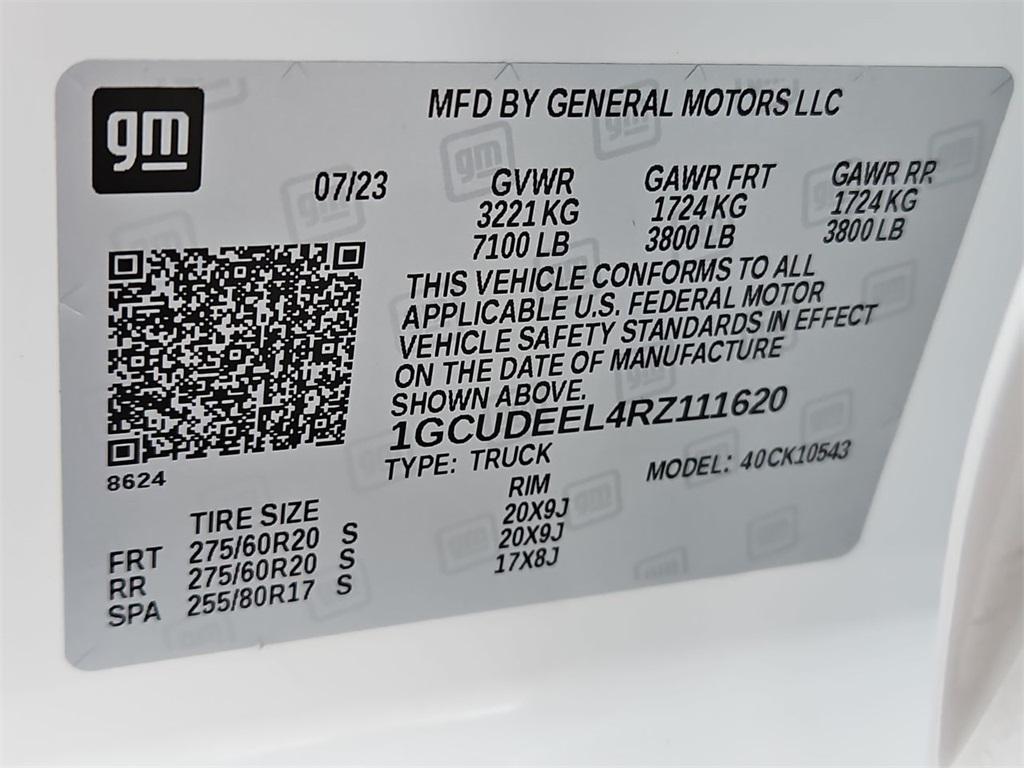 gm
MFD BY GENERAL MOTORS LLC
07/23
GVWR
3221 KG
7100 LB
GAWR FRT
1724 KG
3800 LB
GAWR RR
1724 KG
3800 LB
THIS VEHICLE CONFORMS TO ALL
APPLICABLE U.S. FEDERAL MOTOR
VEHICLE SAFETY STANDARDS IN EFFECT
ON THE DATE OF MANUFACTURE
SHOWN ABOVE.
1GCUDEEL4RZ111620
TYPE: TRUCK
MODEL: 40CK10543
8624
TIRE SIZE RIM
FRT 275/60R20 S 20X9J
RR 275/60R20 S 20X9J
SPA 255/80R17 S 17X8J